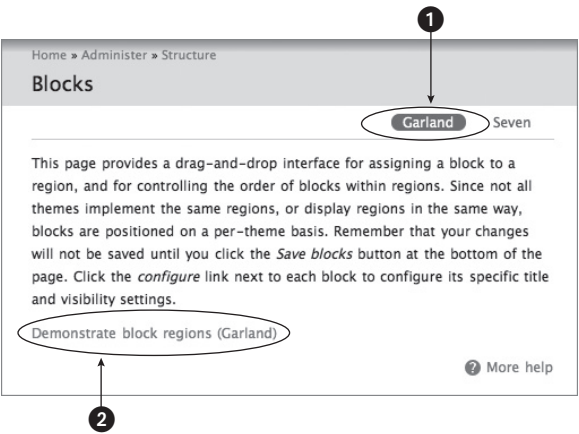 1
Home » Administer » Structure
Blocks
Garland Seven
This page provides a drag-and-drop interface for assigning a block to a
region, and for controlling the order of blocks within regions. Since not all
themes implement the same regions, or display regions in the same way,
blocks are positioned on a per-theme basis. Remember that your changes
will not be saved until you click the Save blocks button at the bottom of the
page. Click the configure link next to each block to configure its specific title
and visibility settings.
Demonstrate block regions (Garland)
? More help
2